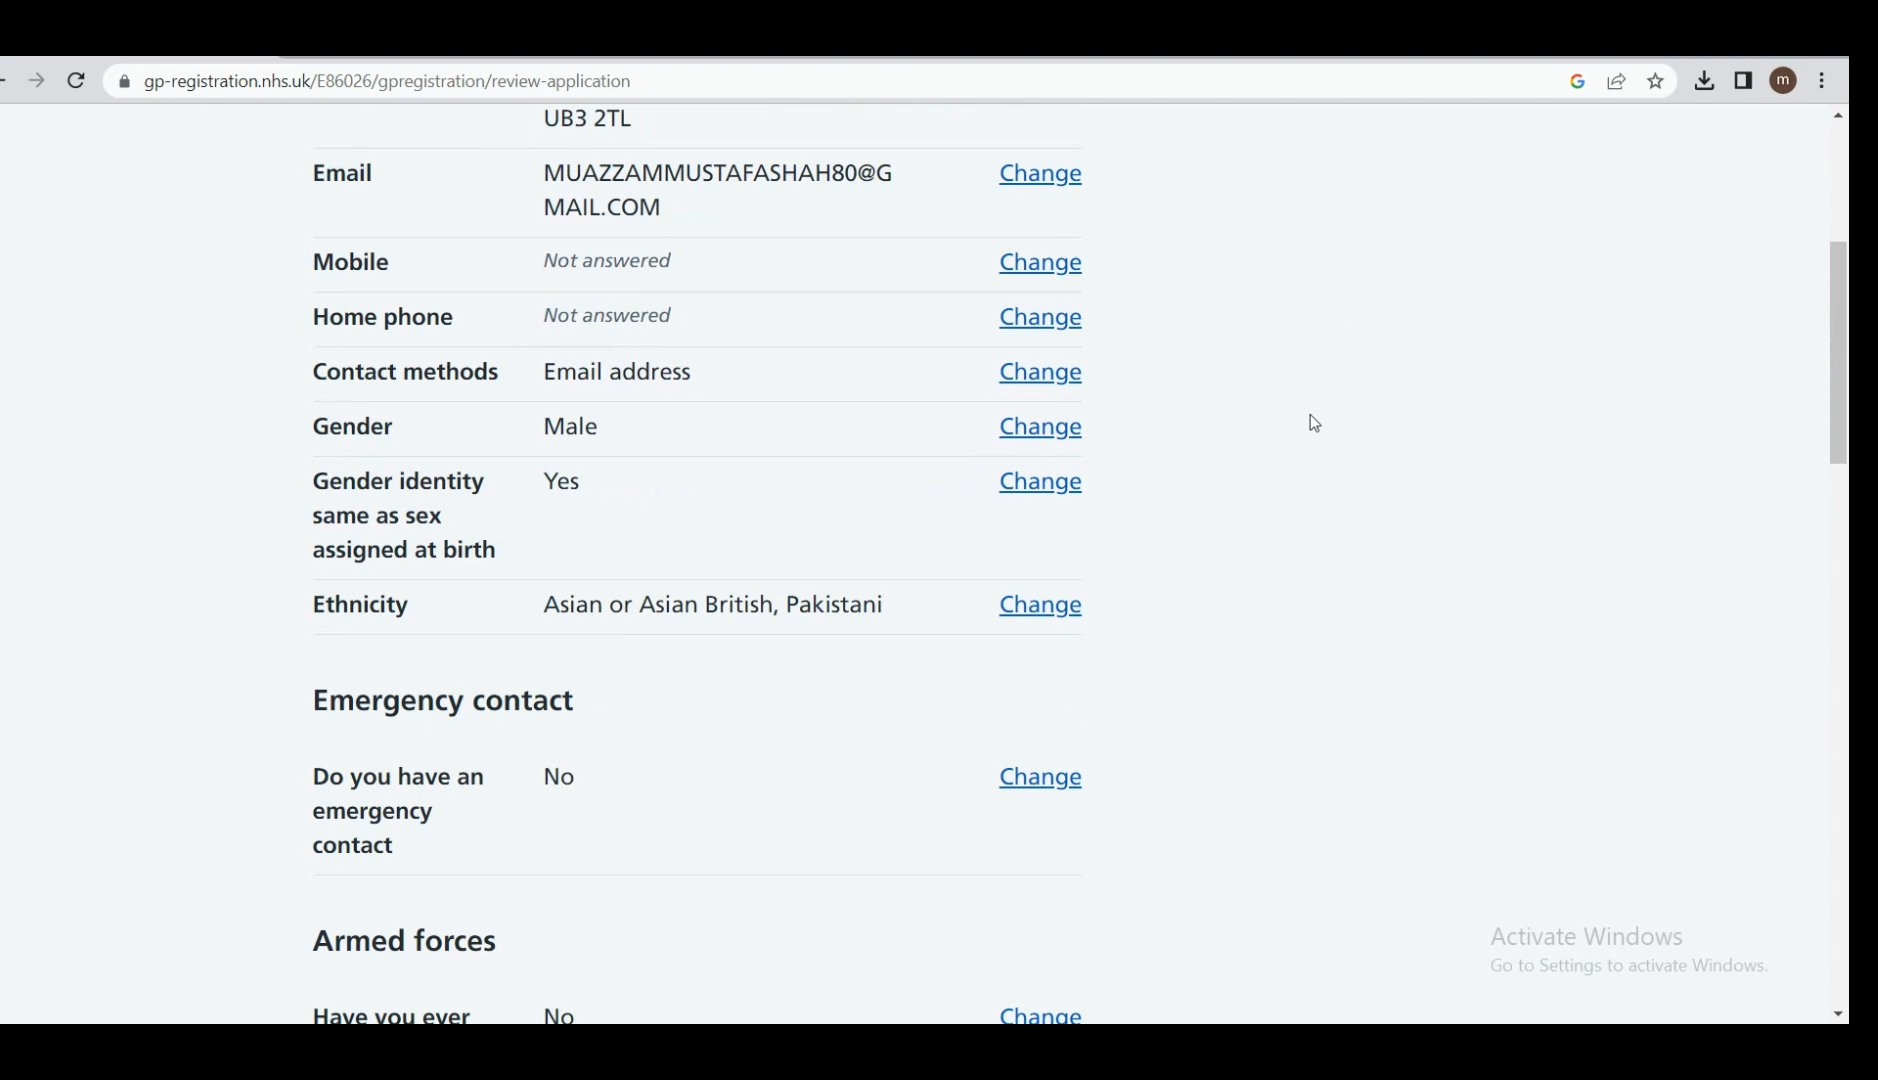 gp-registration.nhs.uk/E86026/gpregistration/review-application
m
UB3 2TL
Email MUAZZAMMUSTAFASHAH80@G Change
MAIL.COM
Mobile Not answered Change
Home phone Not answered Change
Contact methods Email address Change
Gender Male Change
Gender identity Yes Change
same as sex
assigned at birth
Ethnicity Asian or Asian British, Pakistani Change
Emergency contact
Do you have an No Change
emergency
contact
Armed forces
Activate Windows
Go to Settings to activate Windows.
Have you ever No Change